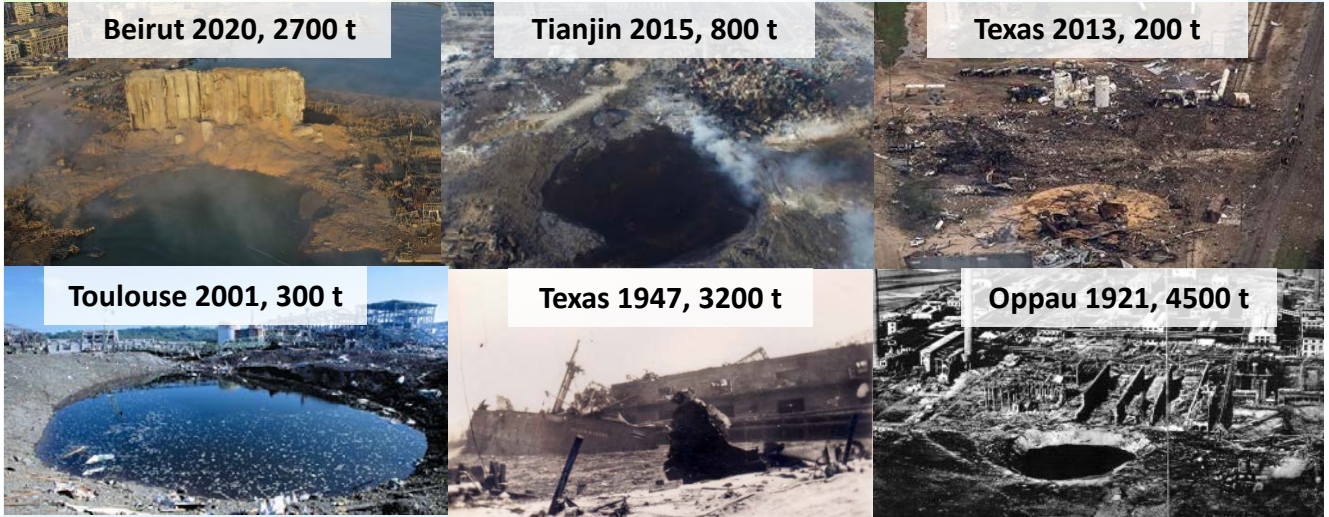 Beirut 2020, 2700 t
Tianjin 2015, 800 t
Texas 2013, 200 t
Toulouse 2001, 300 t
Texas 1947, 3200 t
Oppau 1921, 4500 t